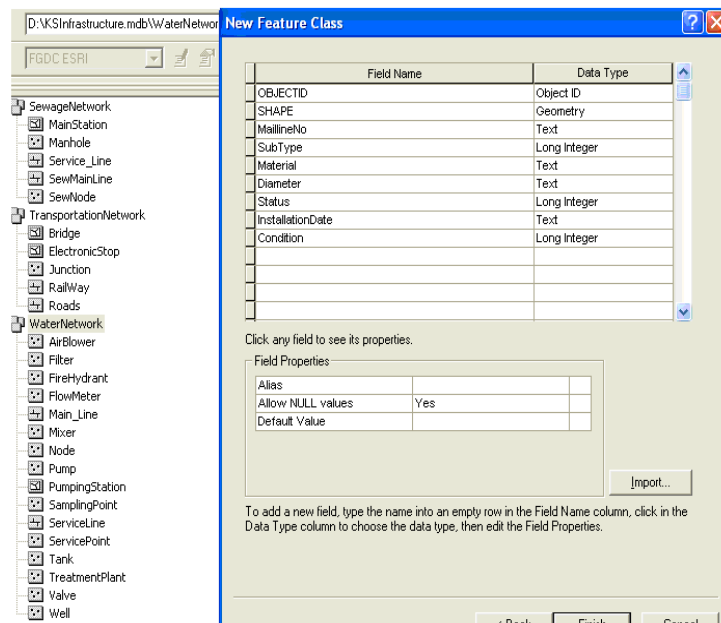 D:\KSInfrastructure.mdb\WaterNetwor
New Feature Class
FGDC ESRI
SewageNetwork
MainStation
Manhole
Service_Line
SewMainLine
SewNode
TransportationNetwork
Bridge
ElectronicStop
Junction
RailWay
Roads
WaterNetwork
AirBlower
Filter
FireHydrant
FlowMeter
Main_Line
Mixer
Node
Pump
PumpingStation
SamplingPoint
ServiceLine
ServicePoint
Tank
TreatmentPlant
Valve
Well
Field Name Data Type
OBJECTID Object ID
SHAPE Geometry
MaillineNo Text
SubType Long Integer
Material Text
Diameter Text
Status Long Integer
InstallationDate Text
Condition Long Integer
Click any field to see its properties.
Field Properties
Alias
Allow NULL values Yes
Default Value
Import...
To add a new field, type the name into an empty row in the Field Name column, click in the
Data Type column to choose the data type, then edit the Field Properties.
< Back Finish Cancel